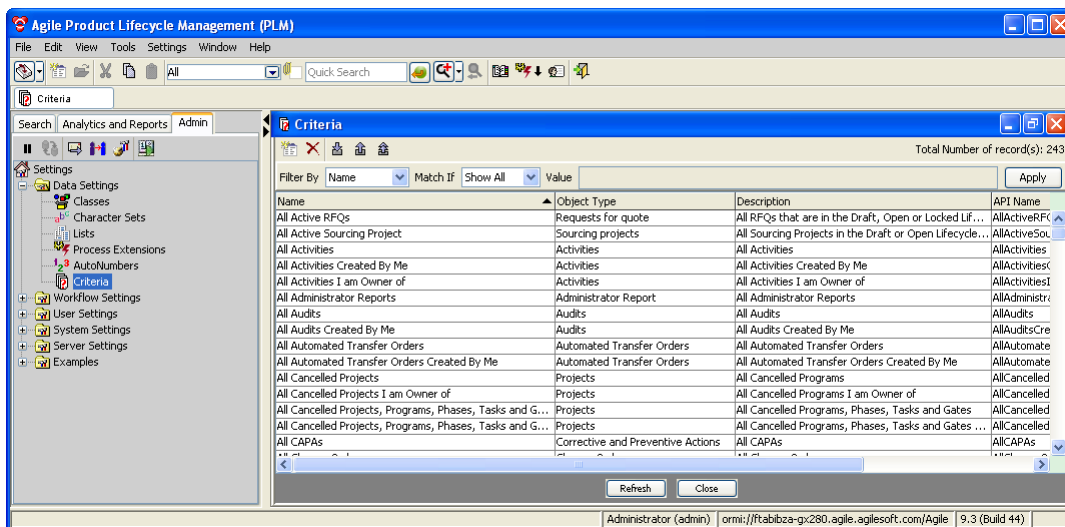 Agile Product Lifecycle Management (PLM)
File Edit View Tools Settings Window Help
All Quick Search
Criteria
Search Analytics and Reports Admin
Settings
Data Settings
Classes
Character Sets
Lists
Process Extensions
AutoNumbers
Criteria
Workflow Settings
User Settings
System Settings
Server Settings
Examples
Criteria
Total Number of record(s): 243
Filter By Name Match If Show All Value Apply
Name Object Type Description API Name
All Active RFQs Requests for quote All RFQs that are in the Draft, Open or Locked Lif... AllActiveRFQ
All Active Sourcing Project Sourcing projects All Sourcing Projects in the Draft or Open Lifecycle... AllActiveSou
All Activities Activities All Activities AllActivities
All Activities Created By Me Activities All Activities Created By Me AllActivitiesC
All Activities I am Owner of Activities All Activities I am Owner of AllActivitiesI
All Administrator Reports Administrator Report All Administrator Reports AllAdministra
All Audits Audits All Audits AllAudits
All Audits Created By Me Audits All Audits Created By Me AllAuditsCre
All Automated Transfer Orders Automated Transfer Orders All Automated Transfer Orders AllAutomate
All Automated Transfer Orders Created By Me Automated Transfer Orders All Automated Transfer Orders Created By Me AllAutomate
All Cancelled Projects Projects All Cancelled Programs AllCancelled
All Cancelled Projects I am Owner of Projects All Cancelled Programs I am Owner of AllCancelled
All Cancelled Projects, Programs, Phases, Tasks and G... Projects All Cancelled Programs, Phases, Tasks and Gates AllCancelled
All Cancelled Projects, Programs, Phases, Tasks and G... Projects All Cancelled Programs, Phases, Tasks and Gates ... AllCancelled
All CAPAs Corrective and Preventive Actions All CAPAs AllCAPAs
Refresh Close
Administrator (admin) ormi://ftabibza-gx280.agile.agilesoft.com/Agile 9.3 (Build 44)